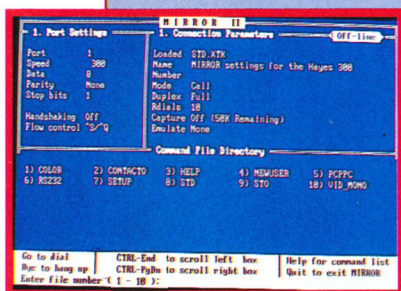 MIRROR II
1. Port Settings
1. Connection Parameters
Off-line
Port 1
Speed 300
Data 8
Parity None
Stop bits 1
Handshaking Off
Flow control ^S/^Q
Loaded STD.XTK
Name MIRROR settings for the Hayes 300
Number
Mode Call
Duplex Full
Rdials 10
Capture Off (50K Remaining)
Emulate None
Command File Directory
1) COLOR 2) CONTACTO 3) HELP 4) NEWUSER 5) PCPPC
6) RS232 7) SETUP 8) STD 9) STO 10) VID_MONO
Go to dial CTRL-End to scroll left box Help for command list
Bye to hang up CTRL-PgDn to scroll right box Quit to exit MIRROR
Enter file number ( 1 - 10 ):